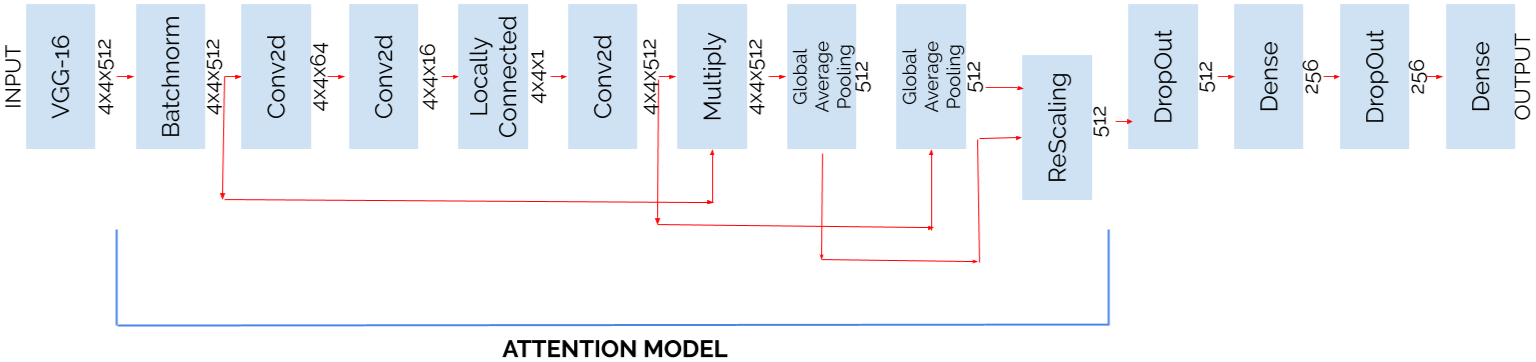 INPUT
VGG-16
4x4x512
Batchnorm
4x4x512
Conv2d
4x4x64
Conv2d
4x4x16
Locally
Connected
4x4x1
Conv2d
4x4x512
Multiply
4x4x512
Global
Average
Pooling
512
Global
Average
Pooling
512
ReScaling
512
DropOut
512
Dense
256
DropOut
256
Dense
OUTPUT
ATTENTION MODEL